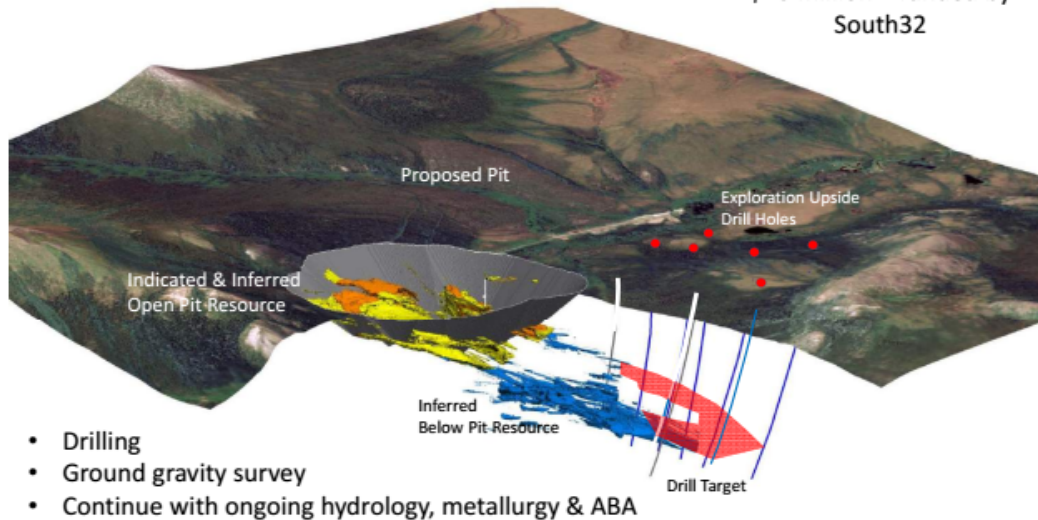 South32
Proposed Pit
Exploration Upside
Drill Holes
Indicated & Inferred
Open Pit Resource
Inferred
Below Pit Resource
Drill Target
• Drilling
• Ground gravity survey
• Continue with ongoing hydrology, metallurgy & ABA